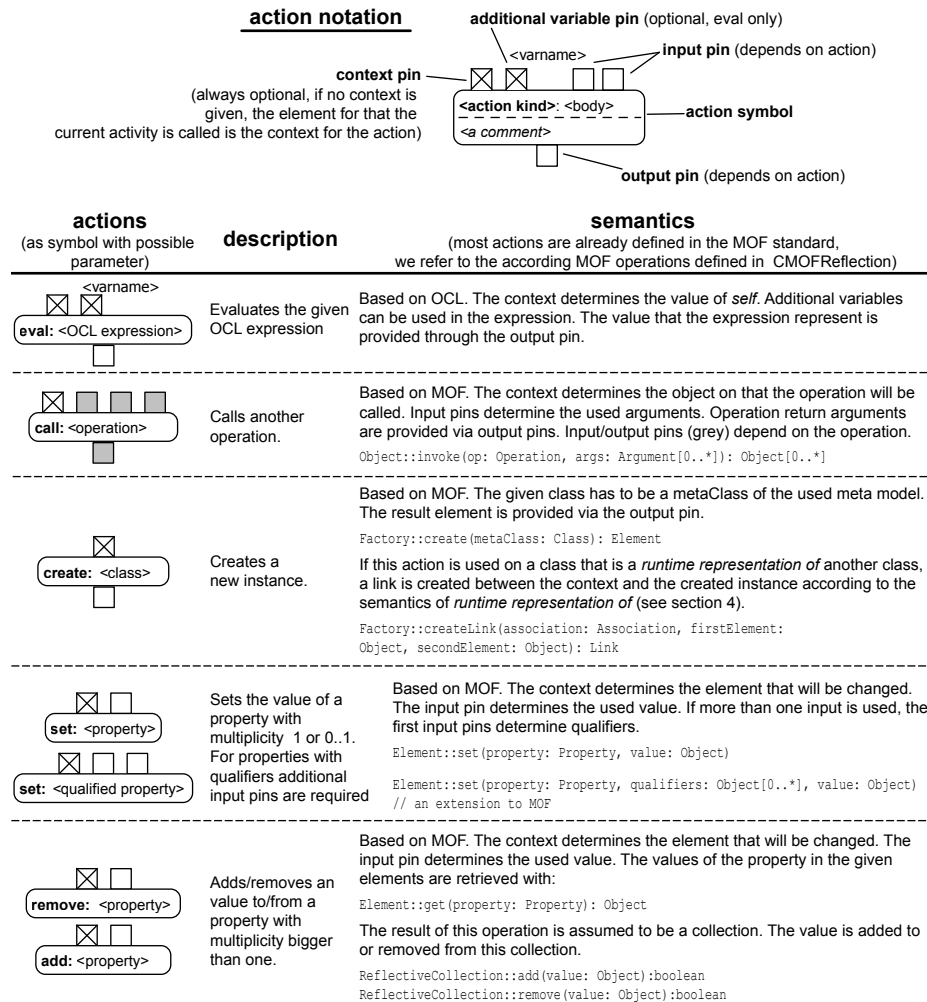 action notation
additional variable pin (optional, eval only)
<varname>
input pin (depends on action)
context pin
(always optional, if no context is
given, the element for that the
current activity is called is the context for the action)
<action kind>: <body>
<a comment>
action symbol
output pin (depends on action)
actions
(as symbol with possible
parameter)
description
semantics
(most actions are already defined in the MOF standard,
we refer to the according MOF operations defined in CMOFReflection)
<varname>
eval: <OCL expression>
Evaluates the given
OCL expression
Based on OCL. The context determines the value of self. Additional variables
can be used in the expression. The value that the expression represent is
provided through the output pin.
call: <operation>
Calls another
operation.
Based on MOF. The context determines the object on that the operation will be
called. Input pins determine the used arguments. Operation return arguments
are provided via output pins. Input/output pins (grey) depend on the operation.
Object::invoke(op: Operation, args: Argument[0..*]): Object[0..*]
create: <class>
Creates a
new instance.
Based on MOF. The given class has to be a metaClass of the used meta model.
The result element is provided via the output pin.
Factory::create(metaClass: Class): Element
If this action is used on a class that is a runtime representation of another class,
a link is created between the context and the created instance according to the
semantics of runtime representation of (see section 4).
Factory::createLink(association: Association, firstElement:
Object, secondElement: Object): Link
set: <property>
set: <qualified property>
Sets the value of a
property with
multiplicity 1 or 0..1.
For properties with
qualifiers additional
input pins are required
Based on MOF. The context determines the element that will be changed.
The input pin determines the used value. If more than one input is used, the
first input pins determine qualifiers.
Element::set(property: Property, value: Object)
Element::set(property: Property, qualifiers: Object[0..*], value: Object)
// an extension to MOF
remove: <property>
add: <property>
Adds/removes an
value to/from a
property with
multiplicity bigger
than one.
Based on MOF. The context determines the element that will be changed. The
input pin determines the used value. The values of the property in the given
elements are retrieved with:
Element::get(property: Property): Object
The result of this operation is assumed to be a collection. The value is added to
or removed from this collection.
ReflectiveCollection::add(value: Object):boolean
ReflectiveCollection::remove(value: Object):boolean